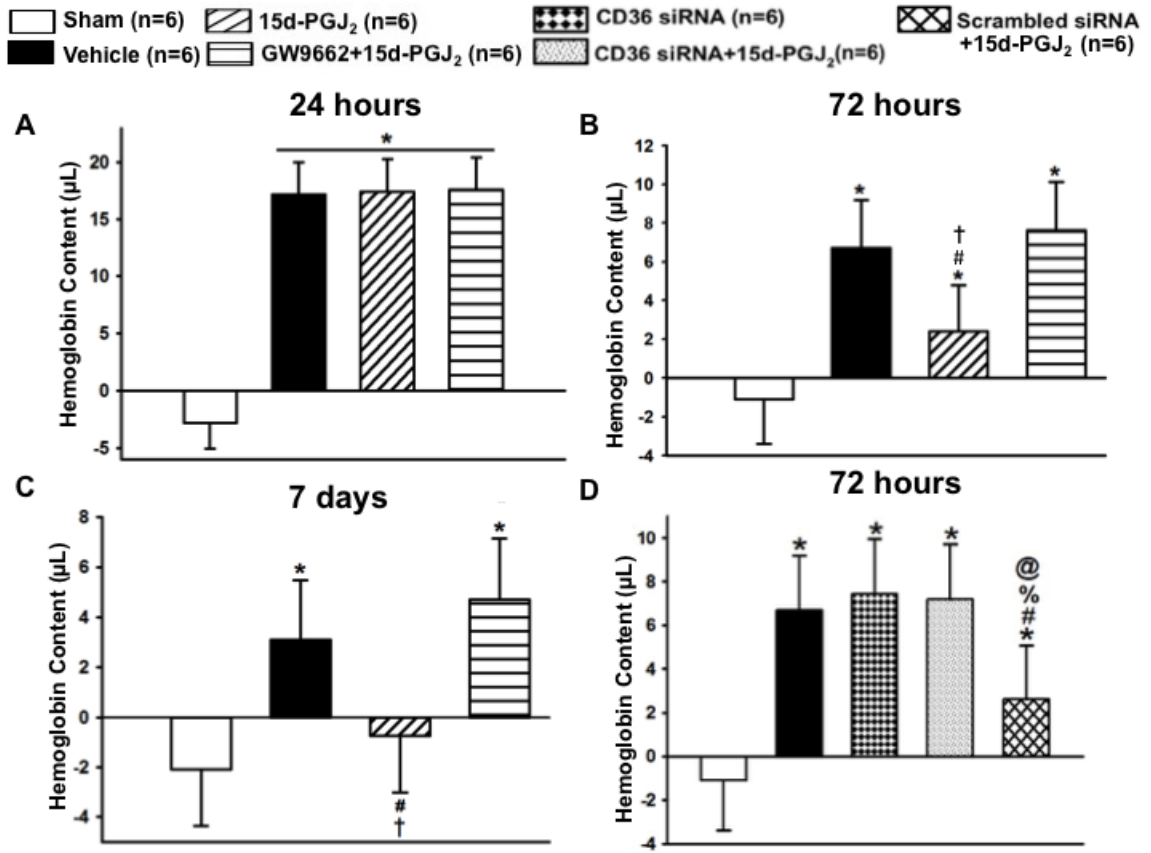 Sham (n=6)
15d-PGJ₂ (n=6)
CD36 siRNA (n=6)
Scrambled siRNA
+15d-PGJ₂ (n=6)
Vehicle (n=6)
GW9662+15d-PGJ₂ (n=6)
CD36 siRNA+15d-PGJ₂(n=6)
A
24 hours
Hemoglobin Content (µL)
20
15
10
5
0
-5
*
B
72 hours
Hemoglobin Content (µL)
12
10
8
6
4
2
0
-2
-4
*
†
#
*
*
C
7 days
Hemoglobin Content (µL)
8
6
4
2
0
-2
-4
*
#
†
*
D
72 hours
Hemoglobin Content (µL)
10
8
6
4
2
0
-2
-4
*
*
*
@
%
#
*